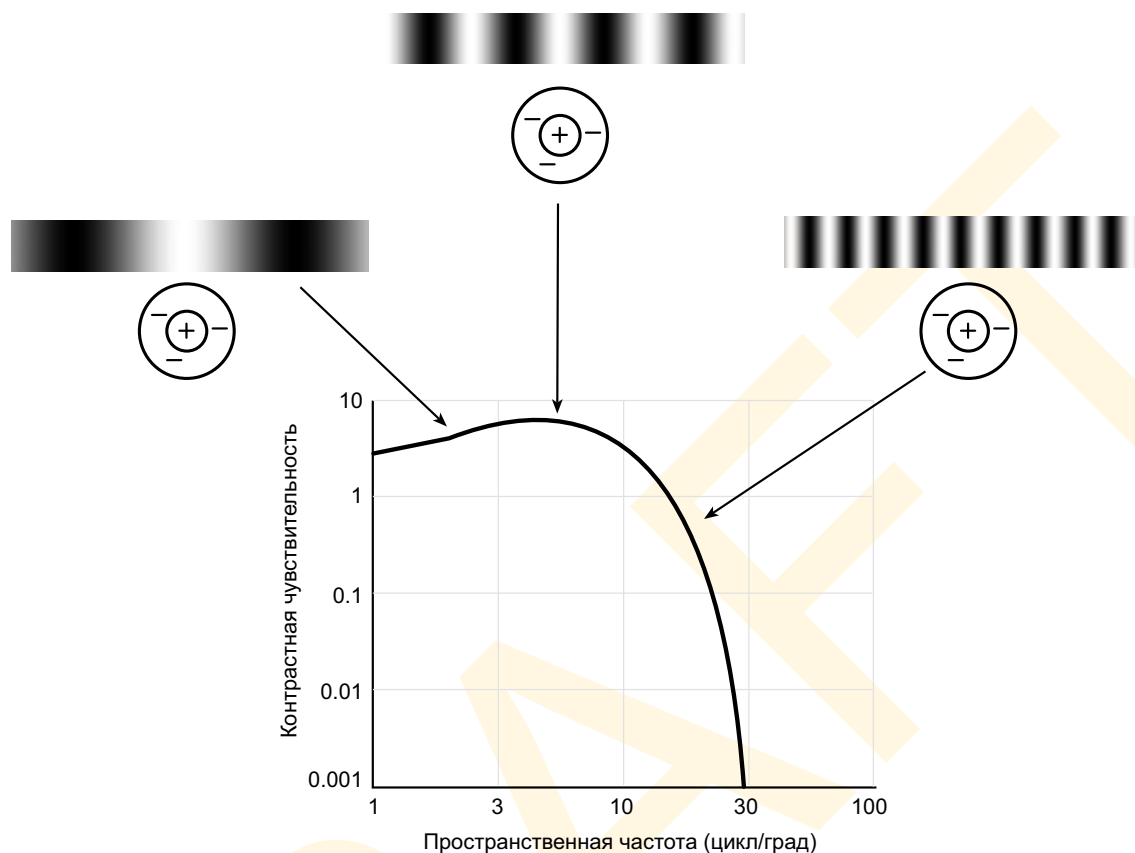 − + − −
− + − −
− + − −
10
1
0.1
0.01
0.001
Контрастная чувствительность
1 3 10 30 100
Пространственная частота (цикл/град)